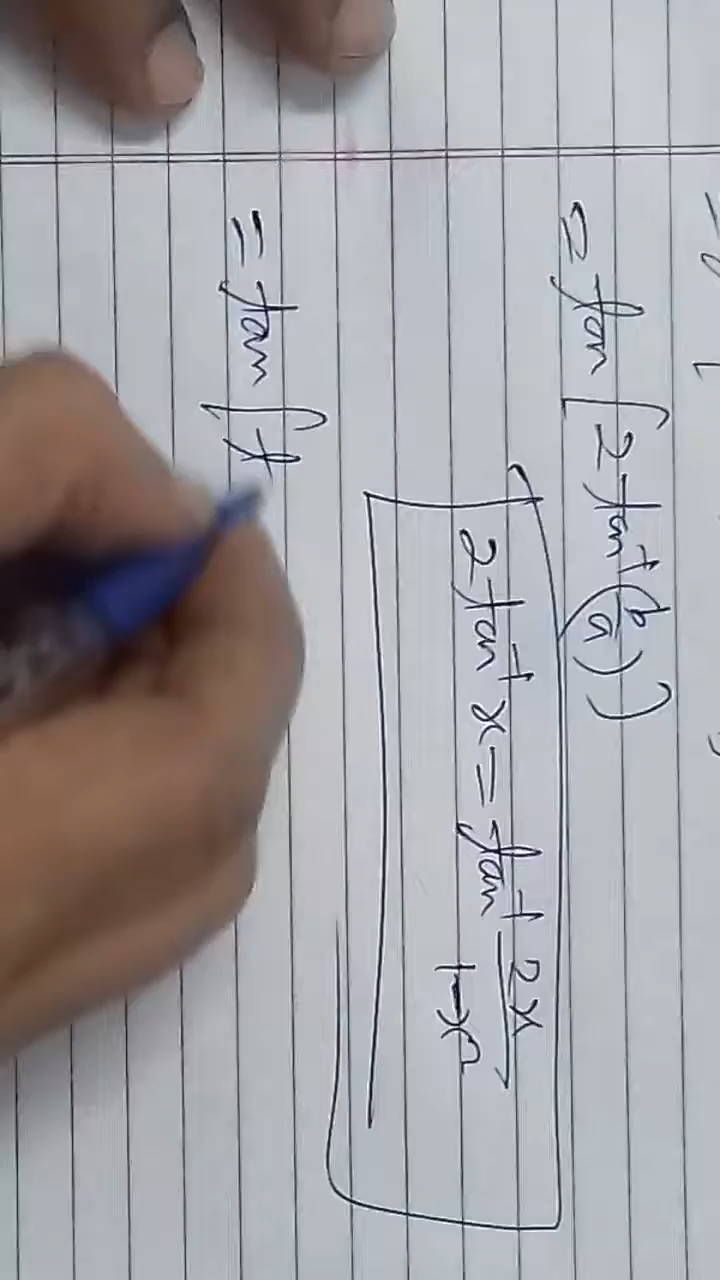 = tan [2 tan⁻¹(b/a)]
2 tan⁻¹ x = tan⁻¹ 2x/1-x²
= tan [t